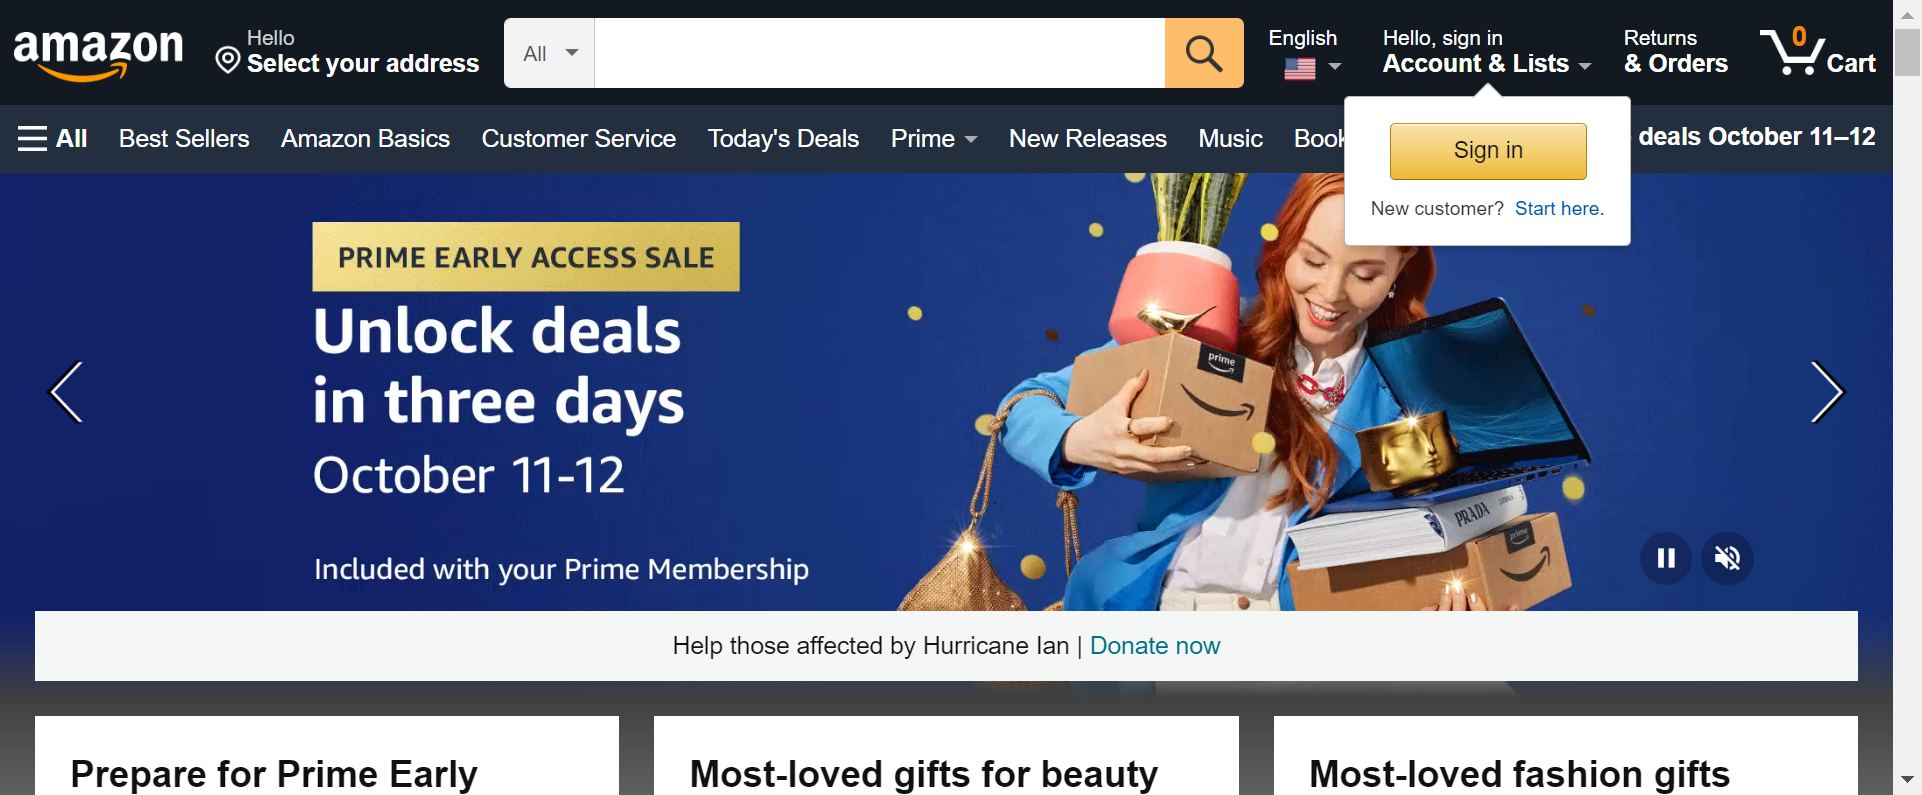 amazon
Hello
Select your address
All
English
Hello, sign in
Account & Lists
Returns
& Orders
0
Cart
All
Best Sellers
Amazon Basics
Customer Service
Today's Deals
Prime
New Releases
Music
deals October 11–12
Sign in
New customer? Start here.
PRIME EARLY ACCESS SALE
Unlock deals
in three days
October 11-12
Included with your Prime Membership
prime
PRADA
prime
Help those affected by Hurricane Ian | Donate now
Prepare for Prime Early
Most-loved gifts for beauty
Most-loved fashion gifts